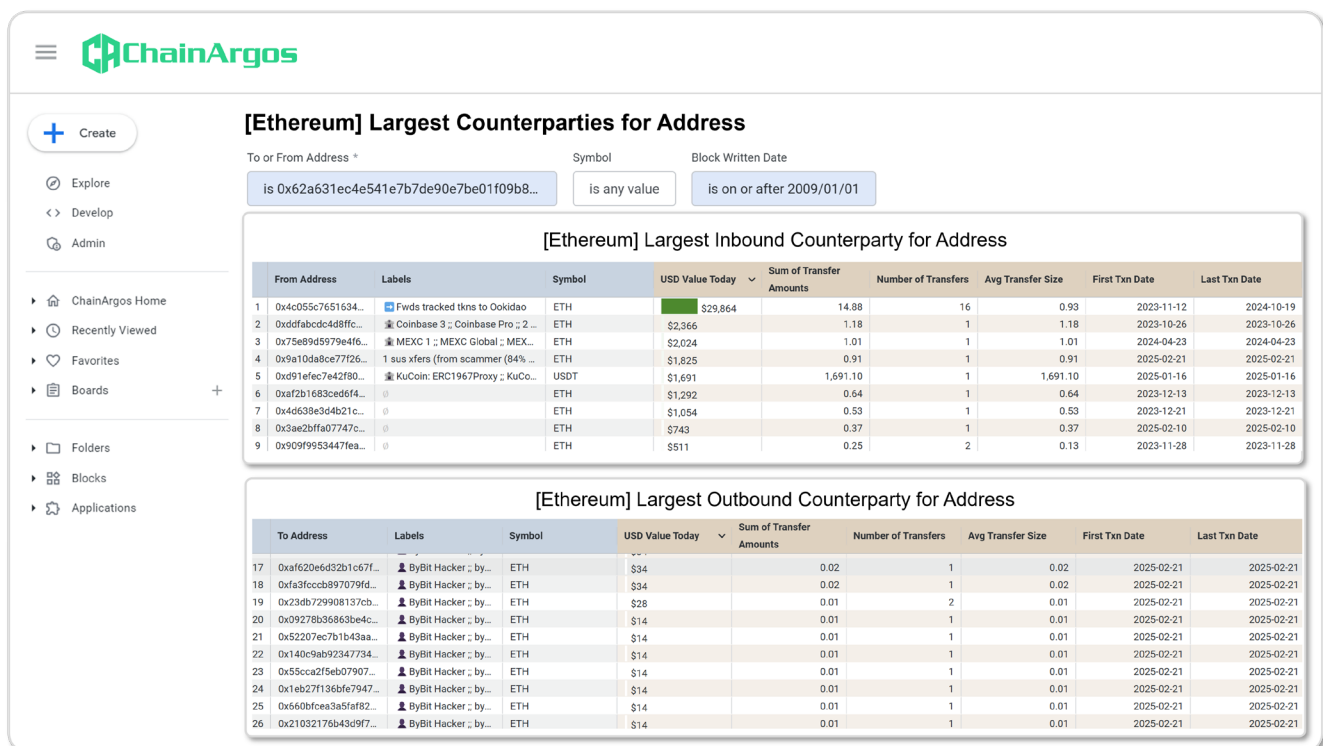 ChainArgos
Create
Explore
Develop
Admin
ChainArgos Home
Recently Viewed
Favorites
Boards
Folders
Blocks
Applications
[Ethereum] Largest Counterparties for Address
To or From Address * Symbol Block Written Date
is 0x62a631ec4e541e7b7de90e7be01f09b8... is any value is on or after 2009/01/01
[Ethereum] Largest Inbound Counterparty for Address
From Address Labels Symbol USD Value Today Sum of Transfer Amounts Number of Transfers Avg Transfer Size First Txn Date Last Txn Date
1 0x4c055c7651634... Fwds tracked tkns to Ookidao ETH $29,864 14.88 16 0.93 2023-11-12 2024-10-19
2 0xddfabcdc4d8ffc... Coinbase 3 ;; Coinbase Pro ;; 2 ... ETH $2,366 1.18 1 1.18 2023-10-26 2023-10-26
3 0x75e89d5979e4f6... MEXC 1 ;; MEXC Global ;; MEX... ETH $2,024 1.01 1 1.01 2024-04-23 2024-04-23
4 0x9a10da8ce77f26... 1 sus xfers (from scammer (84% ... ETH $1,825 0.91 1 0.91 2025-02-21 2025-02-21
5 0xd91efec7e42f80... KuCoin: ERC1967Proxy ;; KuCo... USDT $1,691 1,691.10 1 1,691.10 2025-01-16 2025-01-16
6 0xaf2b1683ced6f4... ∅ ETH $1,292 0.64 1 0.64 2023-12-13 2023-12-13
7 0x4d638e3d4b21c... ∅ ETH $1,054 0.53 1 0.53 2023-12-21 2023-12-21
8 0x3ae2bffa07747c... ∅ ETH $743 0.37 1 0.37 2025-02-10 2025-02-10
9 0x909f9953447fea... ∅ ETH $511 0.25 2 0.13 2023-11-28 2023-11-28
[Ethereum] Largest Outbound Counterparty for Address
To Address Labels Symbol USD Value Today Sum of Transfer Amounts Number of Transfers Avg Transfer Size First Txn Date Last Txn Date
17 0xaf620e6d32b1c67f... ByBit Hacker ;; by... ETH $34 0.02 1 0.02 2025-02-21 2025-02-21
18 0xfa3fcccb897079fd... ByBit Hacker ;; by... ETH $34 0.02 1 0.02 2025-02-21 2025-02-21
19 0x23db729908137cb... ByBit Hacker ;; by... ETH $28 0.01 2 0.01 2025-02-21 2025-02-21
20 0x09278b36863be4c... ByBit Hacker ;; by... ETH $14 0.01 1 0.01 2025-02-21 2025-02-21
21 0x52207ec7b1b43aa... ByBit Hacker ;; by... ETH $14 0.01 1 0.01 2025-02-21 2025-02-21
22 0x140c9ab92347734... ByBit Hacker ;; by... ETH $14 0.01 1 0.01 2025-02-21 2025-02-21
23 0x55cca2f5eb07907... ByBit Hacker ;; by... ETH $14 0.01 1 0.01 2025-02-21 2025-02-21
24 0x1eb27f136bfe7947... ByBit Hacker ;; by... ETH $14 0.01 1 0.01 2025-02-21 2025-02-21
25 0x660bfcea3a5faf82... ByBit Hacker ;; by... ETH $14 0.01 1 0.01 2025-02-21 2025-02-21
26 0x21032176b43d9f7... ByBit Hacker ;; by... ETH $14 0.01 1 0.01 2025-02-21 2025-02-21